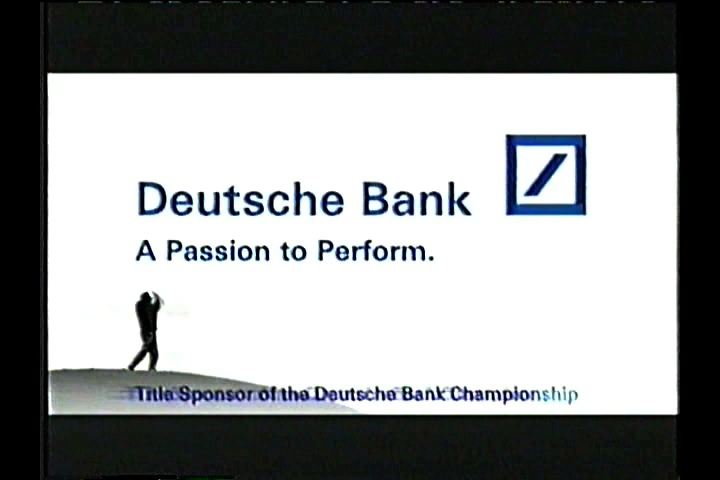 Deutsche Bank
A Passion to Perform.
Title Sponsor of the Deutsche Bank Championship